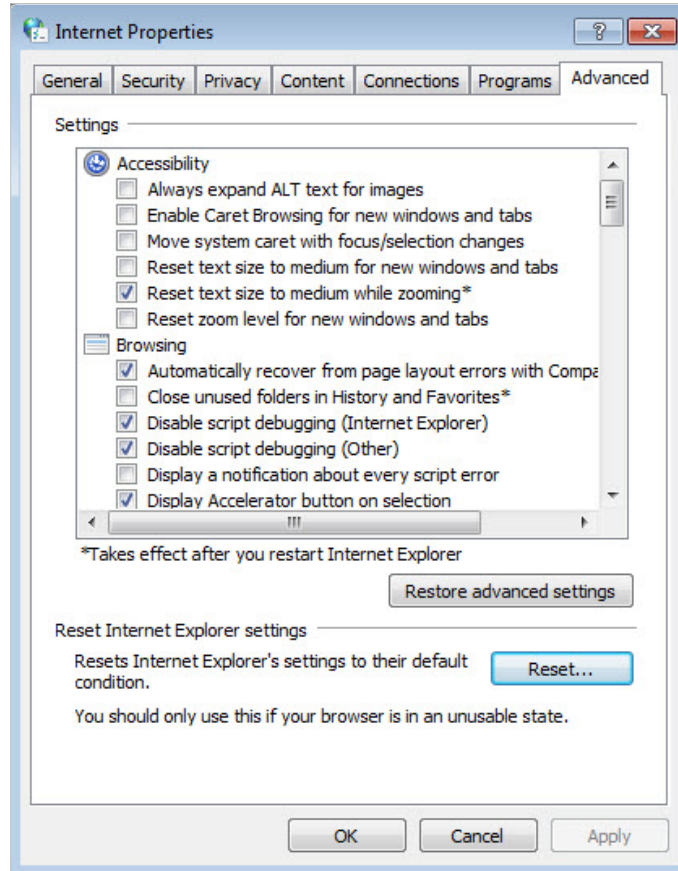 Internet Properties
General Security Privacy Content Connections Programs Advanced
Settings
Accessibility
Always expand ALT text for images
Enable Caret Browsing for new windows and tabs
Move system caret with focus/selection changes
Reset text size to medium for new windows and tabs
Reset text size to medium while zooming*
Reset zoom level for new windows and tabs
Browsing
Automatically recover from page layout errors with Compa
Close unused folders in History and Favorites*
Disable script debugging (Internet Explorer)
Disable script debugging (Other)
Display a notification about every script error
Display Accelerator button on selection
*Takes effect after you restart Internet Explorer
Restore advanced settings
Reset Internet Explorer settings
Resets Internet Explorer's settings to their default
condition.
Reset...
You should only use this if your browser is in an unusable state.
OK Cancel Apply